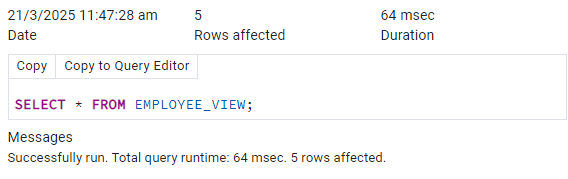 21/3/2025 11:47:28 am 5 64 msec
Date Rows affected Duration
Copy Copy to Query Editor
SELECT * FROM EMPLOYEE_VIEW;
Messages
Successfully run. Total query runtime: 64 msec. 5 rows affected.